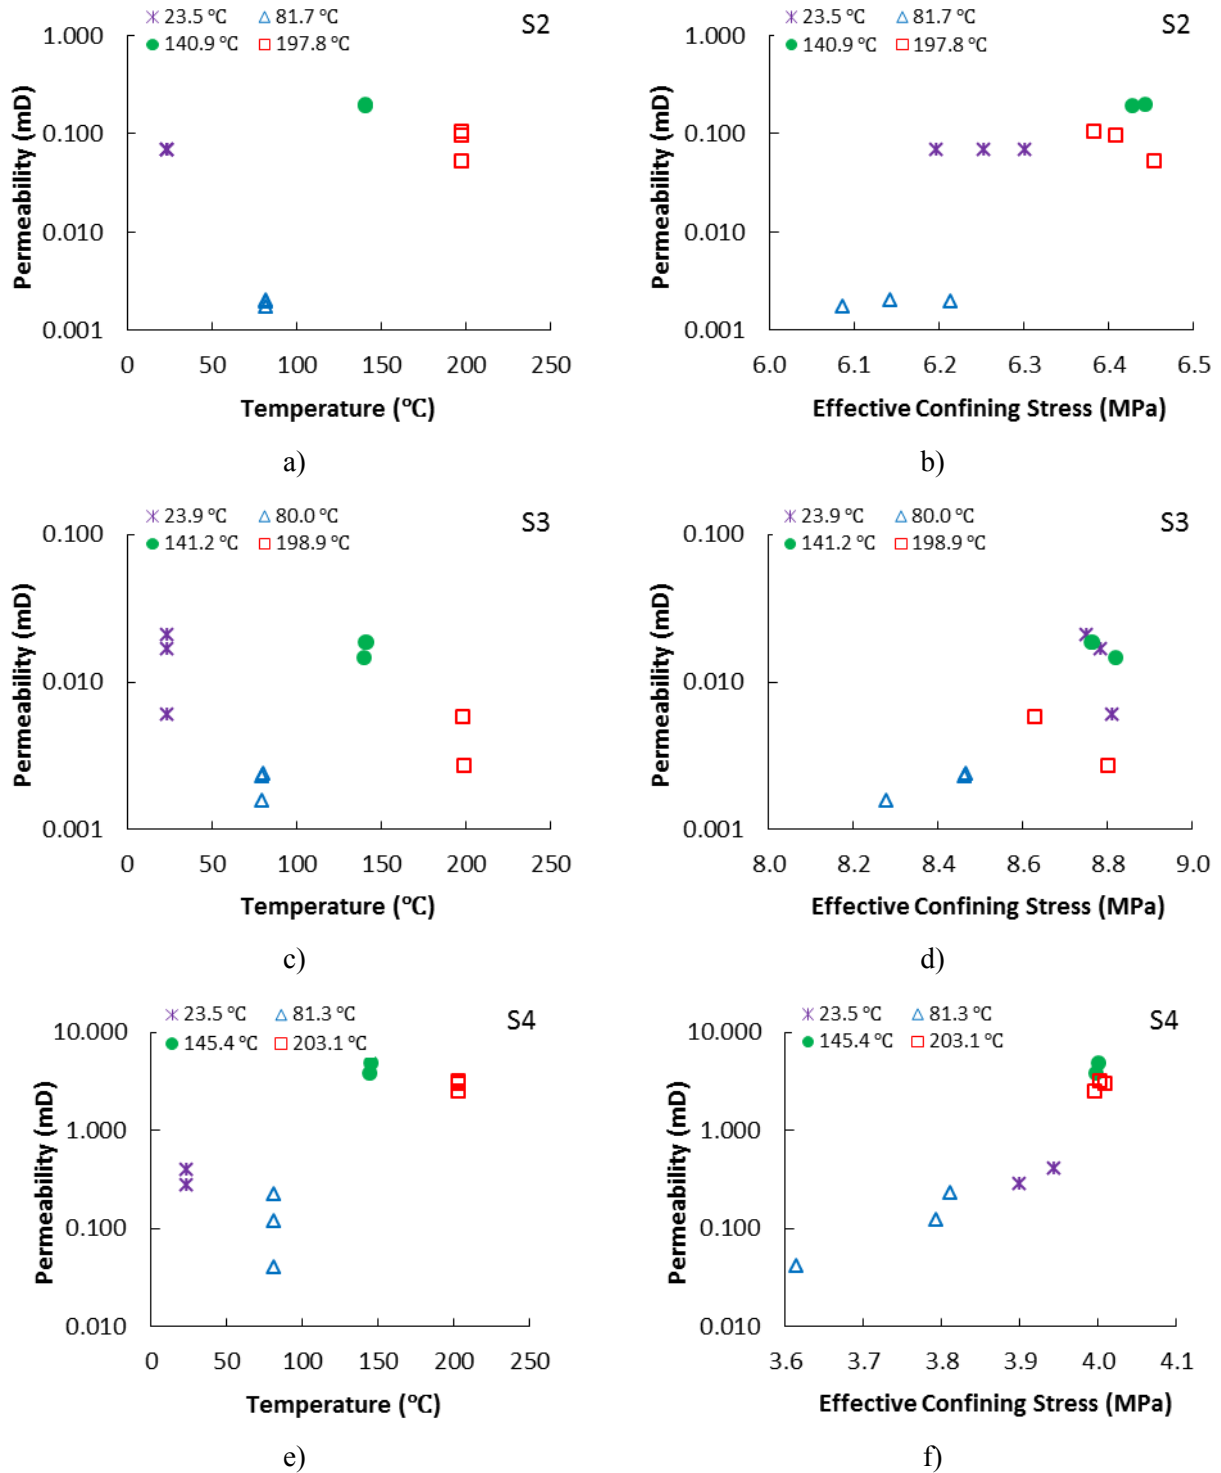 23.5 °C 81.7 °C S2
140.9 °C 197.8 °C
1.000
0.100
0.010
0.001
Permeability (mD)
0 50 100 150 200 250
Temperature (°C)
a)
23.5 °C 81.7 °C S2
140.9 °C 197.8 °C
1.000
0.100
0.010
0.001
Permeability (mD)
6.0 6.1 6.2 6.3 6.4 6.5
Effective Confining Stress (MPa)
b)
23.9 °C 80.0 °C S3
141.2 °C 198.9 °C
0.100
0.010
0.001
Permeability (mD)
0 50 100 150 200 250
Temperature (°C)
c)
23.9 °C 80.0 °C S3
141.2 °C 198.9 °C
0.100
0.010
0.001
Permeability (mD)
8.0 8.2 8.4 8.6 8.8 9.0
Effective Confining Stress (MPa)
d)
23.5 °C 81.3 °C S4
145.4 °C 203.1 °C
10.000
1.000
0.100
0.010
Permeability (mD)
0 50 100 150 200 250
Temperature (°C)
e)
23.5 °C 81.3 °C S4
145.4 °C 203.1 °C
10.000
1.000
0.100
0.010
Permeability (mD)
3.6 3.7 3.8 3.9 4.0 4.1
Effective Confining Stress (MPa)
f)